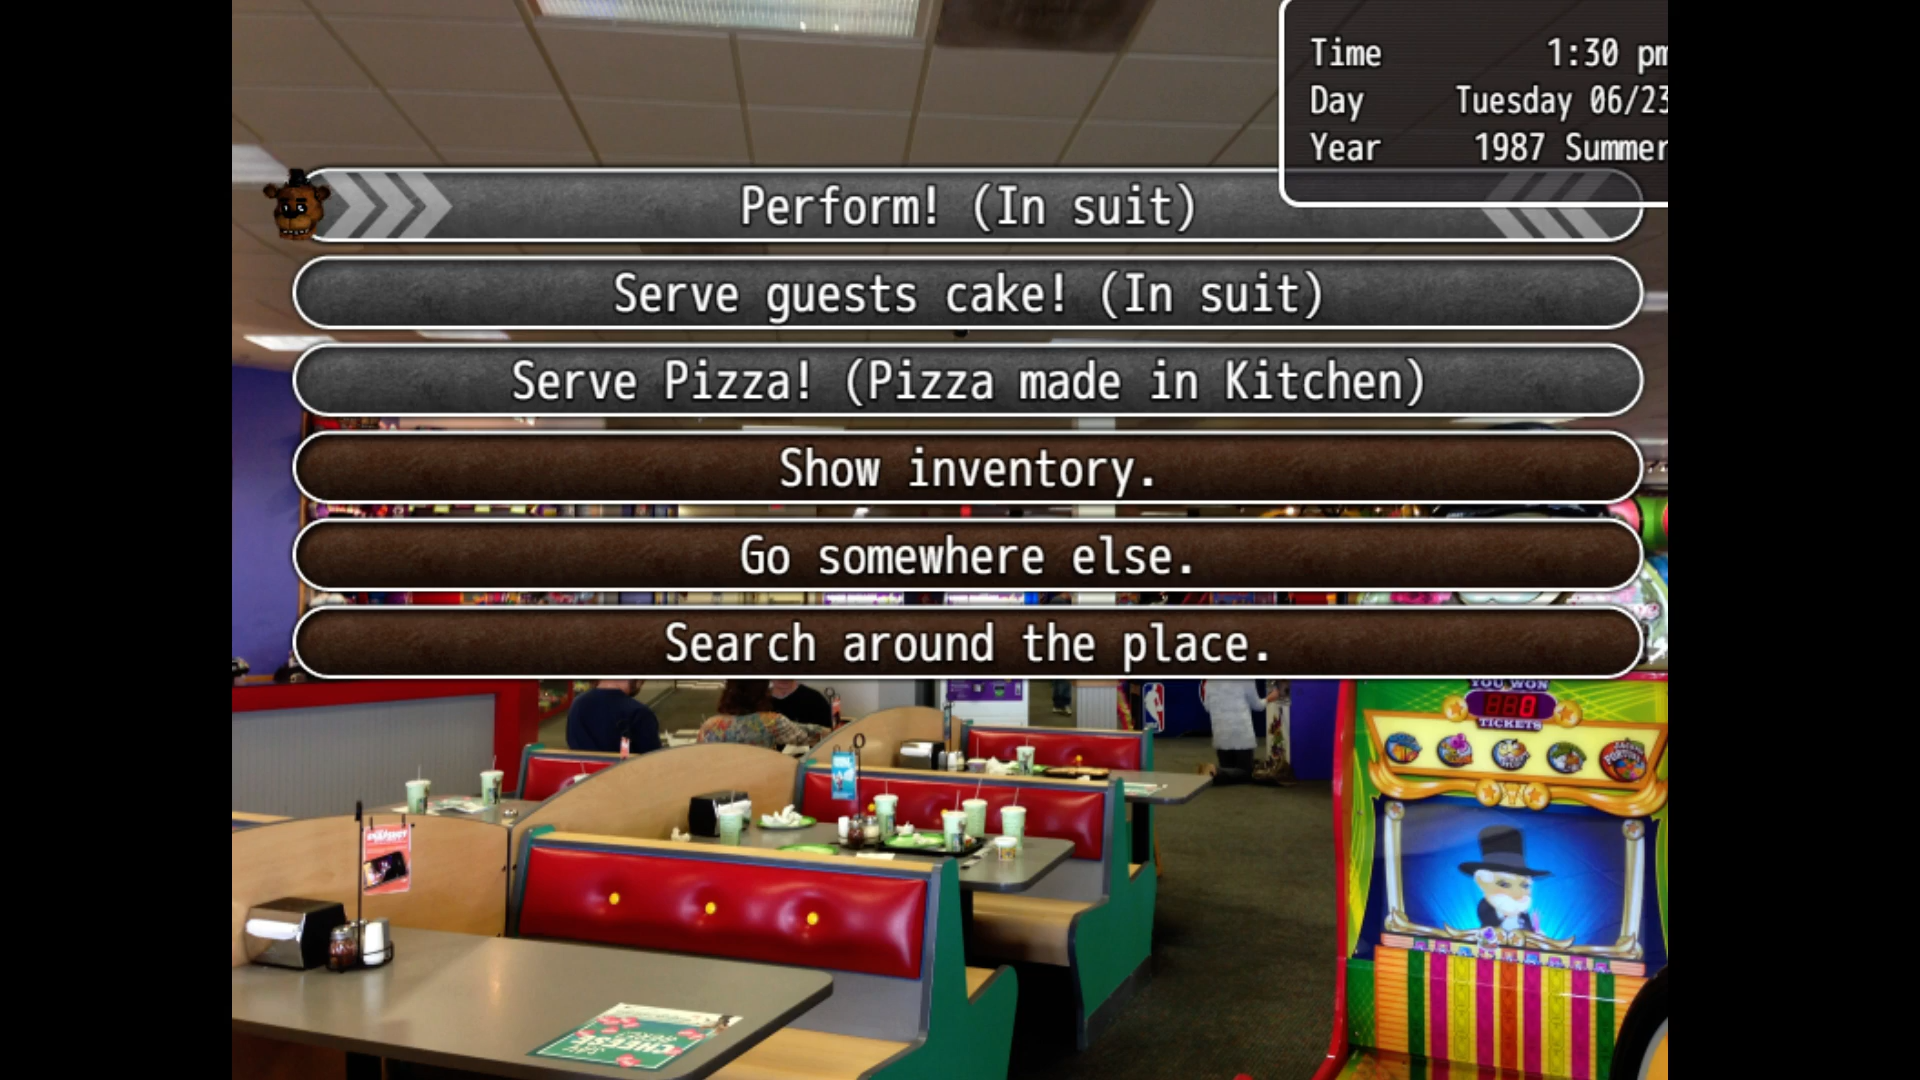 Time 1:30 pm
Day Tuesday 06/23
Year 1987 Summer
Perform! (In suit)
Serve guests cake! (In suit)
Serve Pizza! (Pizza made in Kitchen)
Show inventory.
Go somewhere else.
Search around the place.
YOU WON
TICKETS
CHEESE